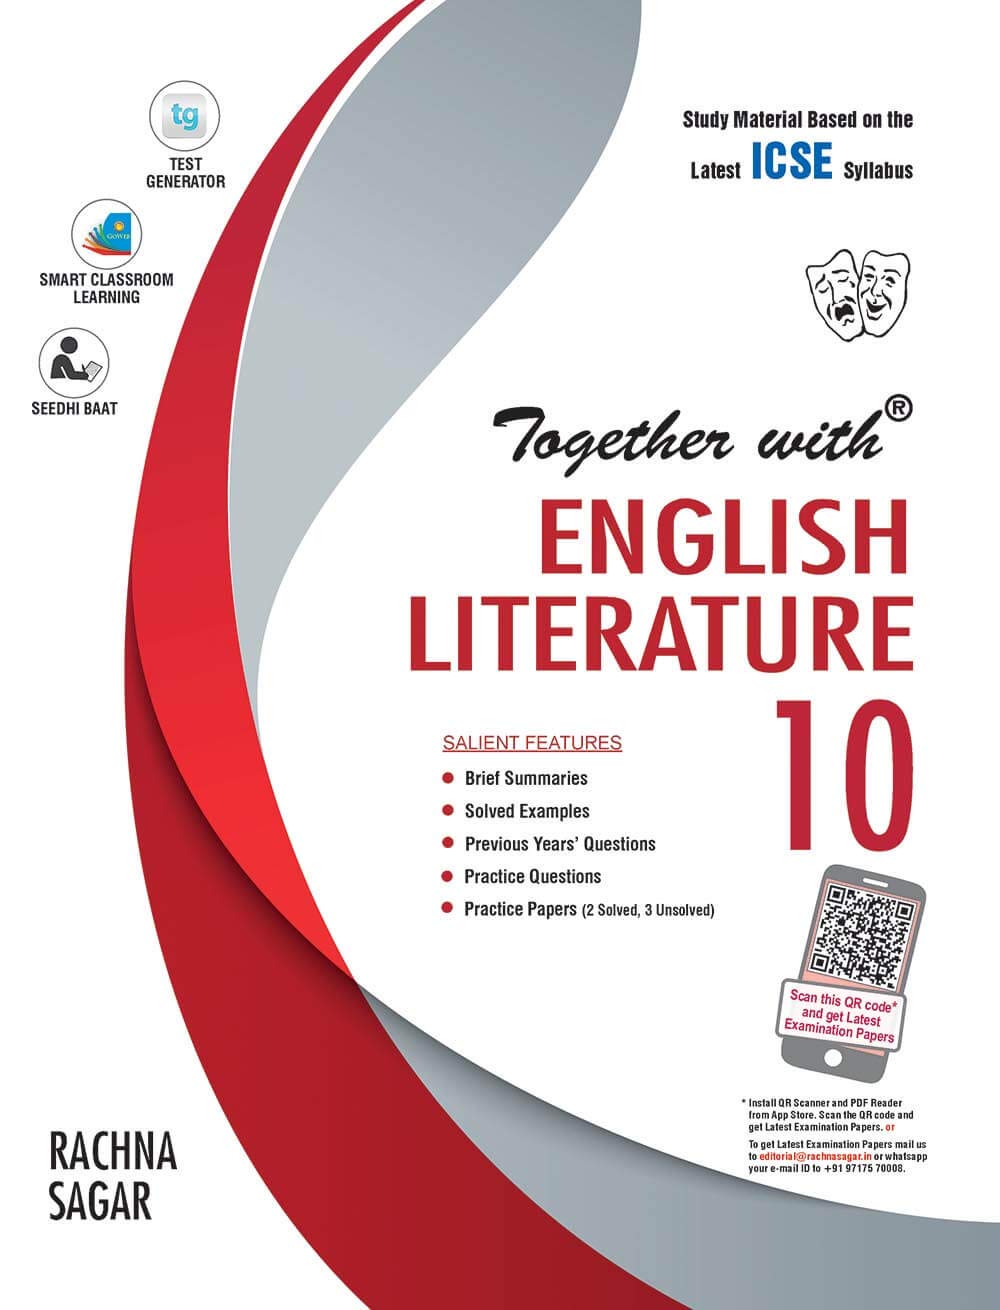 tg
TEST
GENERATOR
SMART CLASSROOM
LEARNING
SEEDHI BAAT
Study Material Based on the
Latest ICSE Syllabus
Together with®
ENGLISH
LITERATURE
10
SALIENT FEATURES
Brief Summaries
Solved Examples
Previous Years’ Questions
Practice Questions
Practice Papers (2 Solved, 3 Unsolved)
Scan this QR code*
and get Latest
Examination Papers
* Install QR Scanner and PDF Reader
from App Store. Scan the QR code and
get Latest Examination Papers. or
To get Latest Examination Papers mail us
to editorial@rachnasagar.in or whatsapp
your e-mail ID to +91 97175 70008.
RACHNA
SAGAR